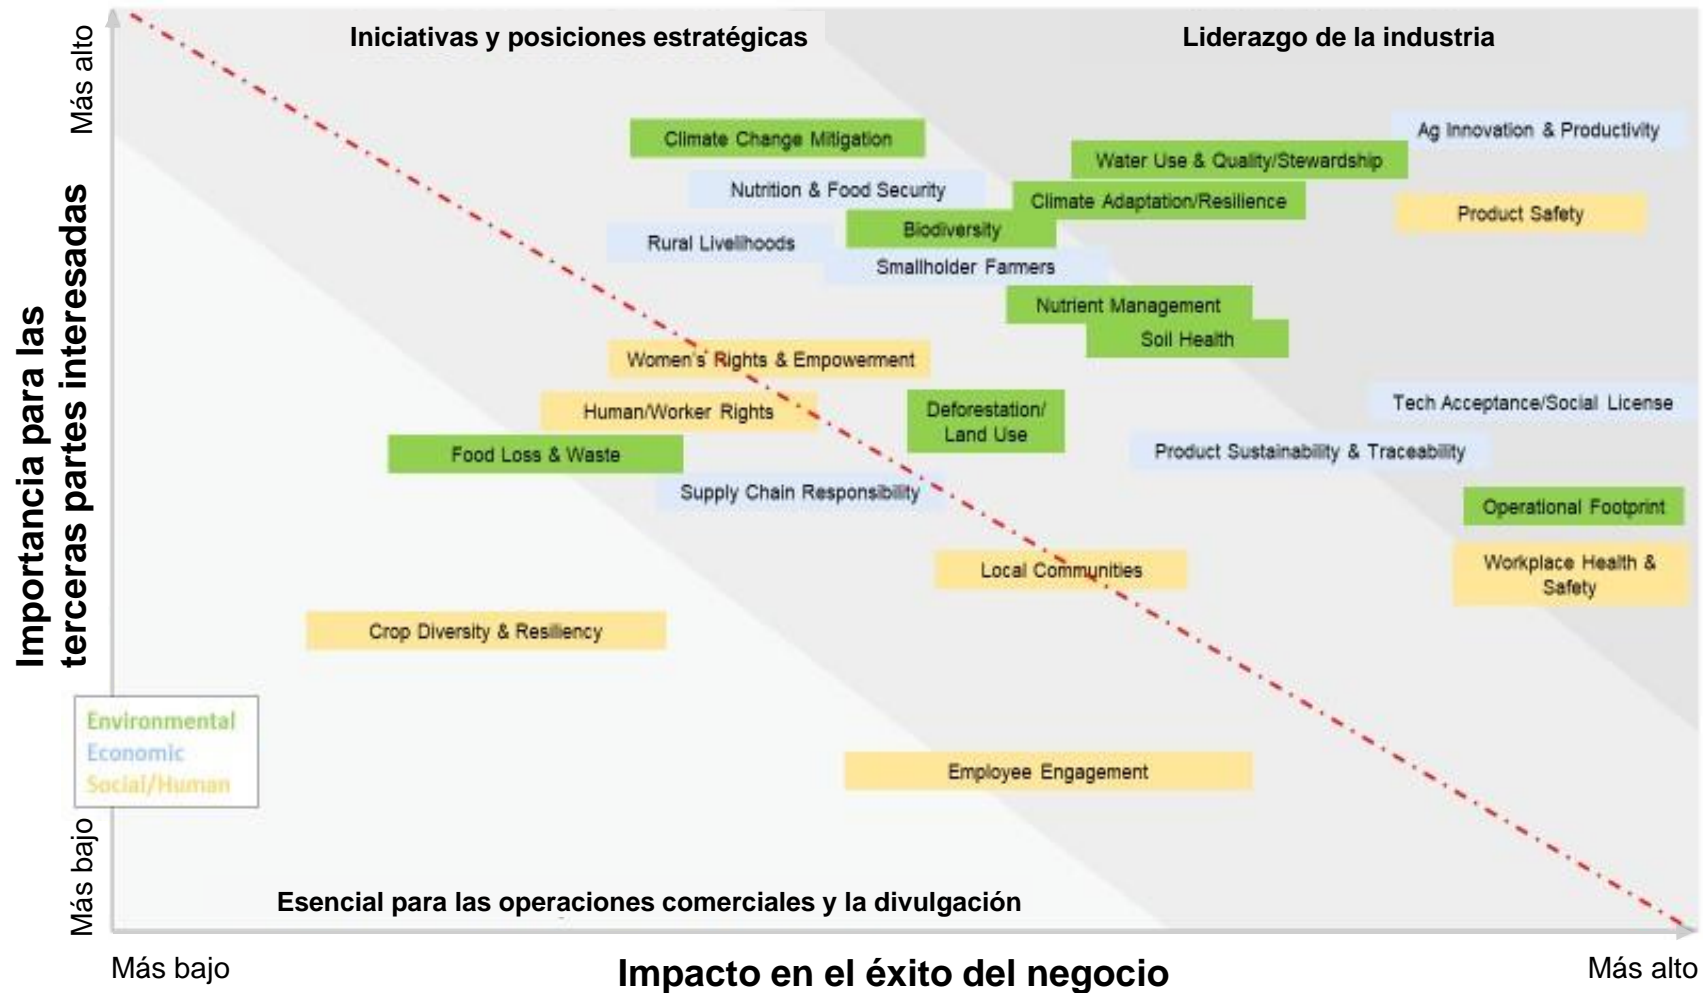 Iniciativas y posiciones estratégicas
Liderazgo de la industria
Más alto
Importancia para las
terceras partes interesadas
Más bajo
Climate Change Mitigation
Ag Innovation & Productivity
Water Use & Quality/Stewardship
Nutrition & Food Security
Climate Adaptation/Resilience
Product Safety
Biodiversity
Rural Livelihoods
Smallholder Farmers
Nutrient Management
Soil Health
Women's Rights & Empowerment
Human/Worker Rights
Deforestation/
Land Use
Tech Acceptance/Social License
Food Loss & Waste
Product Sustainability & Traceability
Supply Chain Responsibility
Operational Footprint
Local Communities
Workplace Health &
Safety
Crop Diversity & Resiliency
Environmental
Economic
Social/Human
Employee Engagement
Esencial para las operaciones comerciales y la divulgación
Más bajo
Impacto en el éxito del negocio
Más alto